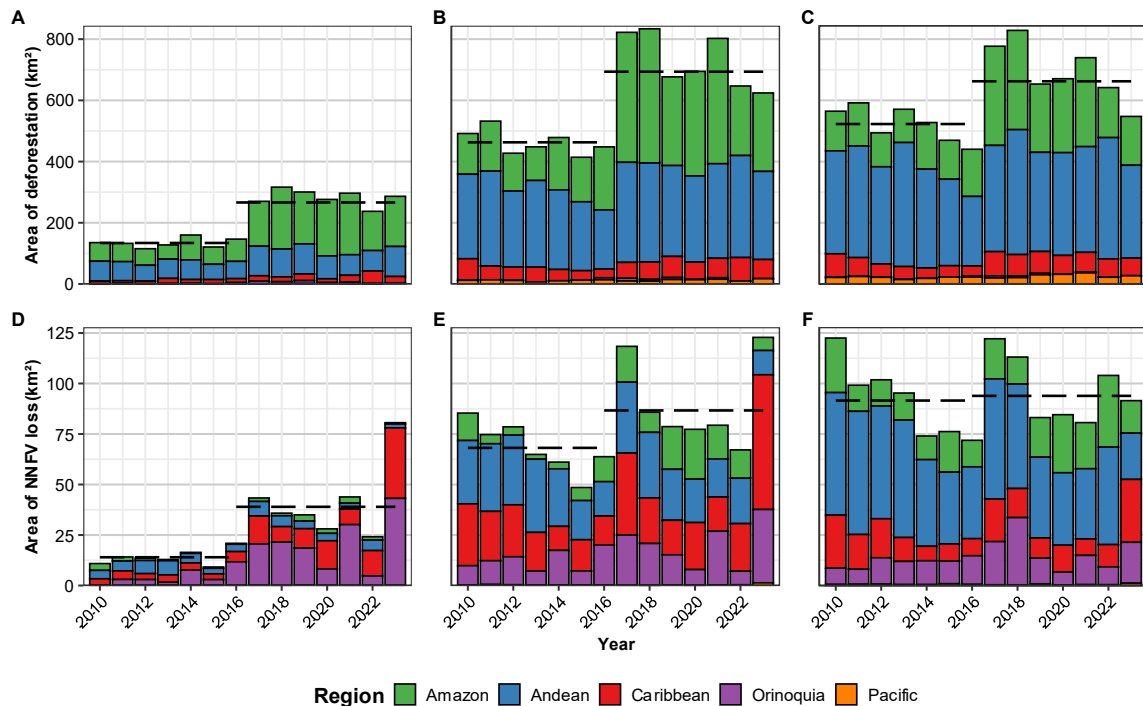 A
B
C
Area of deforestation (km²)
800
600
400
200
0
D
E
F
Area of NNFV loss(km²)
125
100
75
50
25
0
2010 2012 2014 2016 2018 2020 2022
2010 2012 2014 2016 2018 2020 2022
2010 2012 2014 2016 2018 2020 2022
Year
Region Amazon Andean Caribbean Orinoquia Pacific